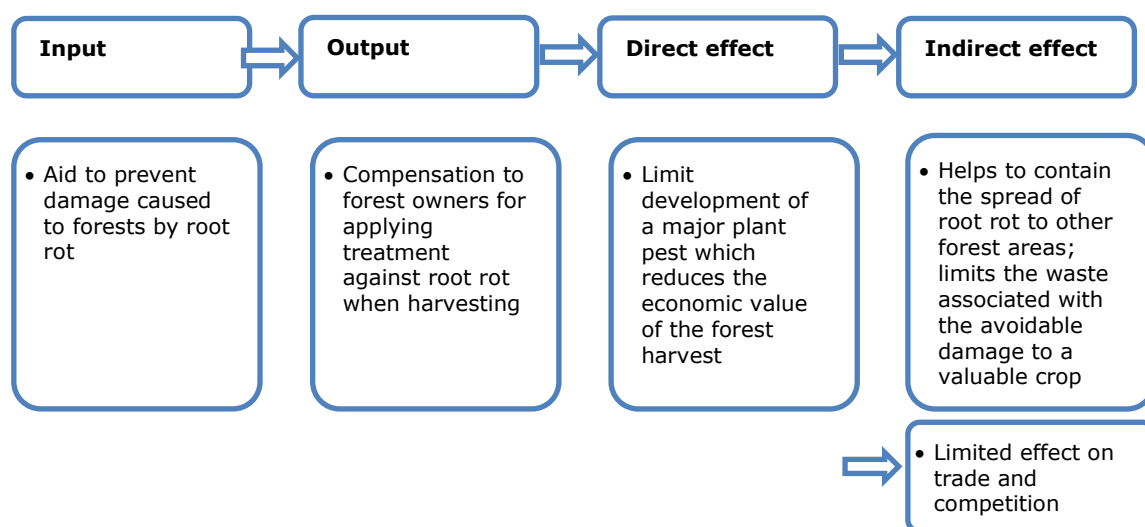 Input
Output
Direct effect
Indirect effect
• Aid to prevent
damage caused
to forests by root
rot
• Compensation to
forest owners for
applying
treatment
against root rot
when harvesting
• Limit
development of
a major plant
pest which
reduces the
economic value
of the forest
harvest
• Helps to contain
the spread of
root rot to other
forest areas;
limits the waste
associated with
the avoidable
damage to a
valuable crop
• Limited effect on
trade and
competition